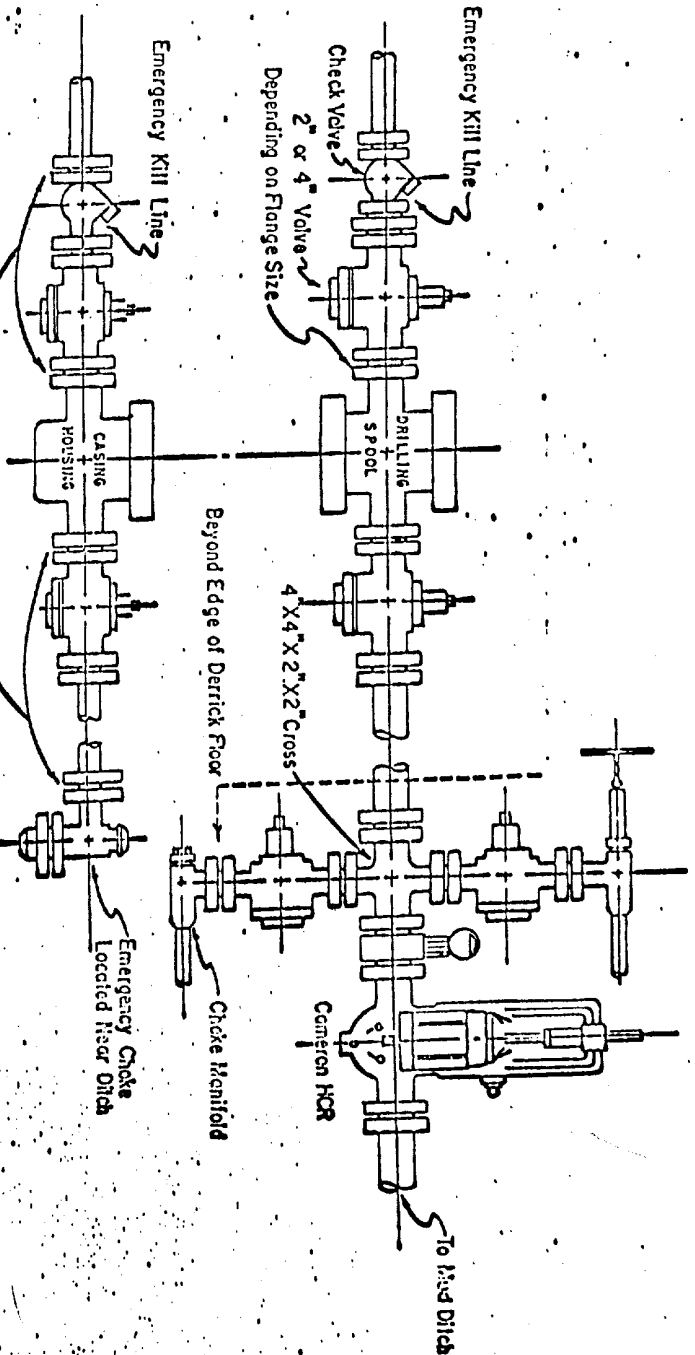 Emergency Kill Line
Check Valve
2" or 4" Valve
Depending on Flange Size
DRILLING
SPOOL
4"X4"X2"X2" Cross
Beyond Edge of Derrick Floor
Cameron HCR
Choke Manifold
To Mud Ditch
Emergency Kill Line
CASING
HOUSING
Emergency Choke
Located Near Ditch